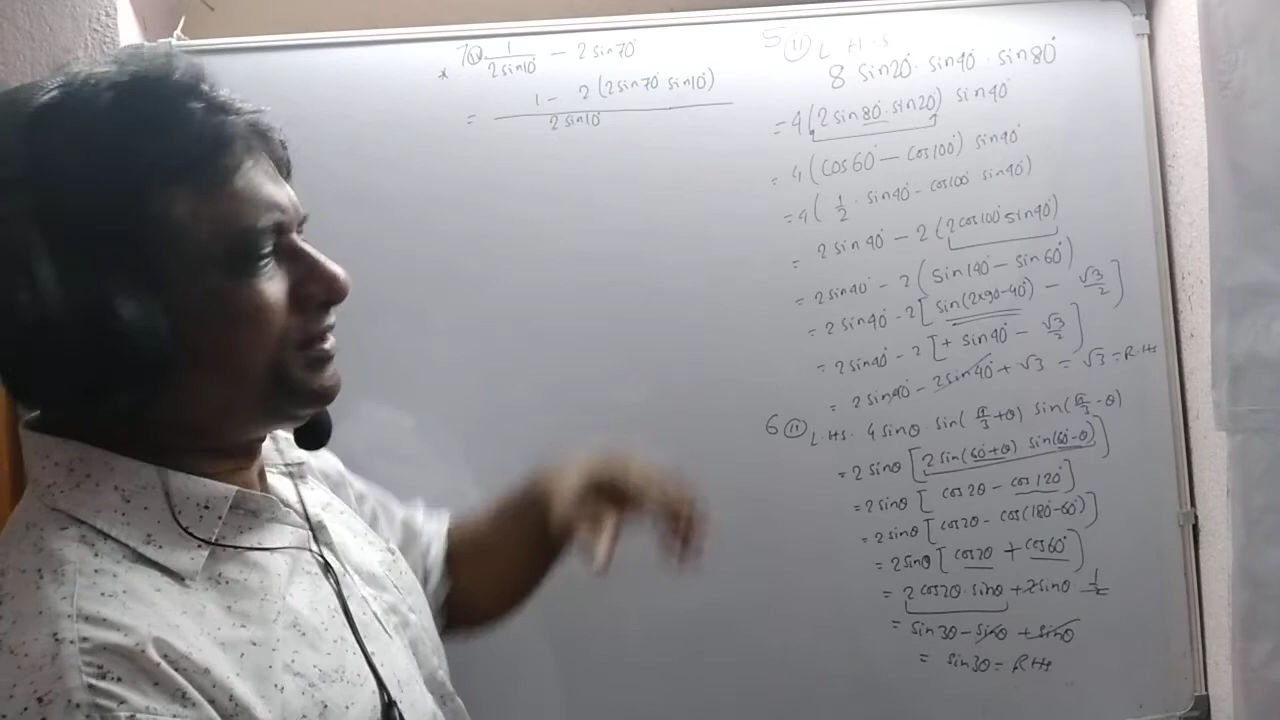 * 7 ⓘⓥ 1/(2 sin10°) - 2 sin70°
= (1 - 2 (2 sin70° sin10°))/(2 sin10°)
5 ⓘⓘ L.H.S
8 sin20°. sin40°. sin80°
= 4 (2 sin80°. sin20°) sin40°
= 4 (cos60° - cos100°) sin40°
= 4 ( 1/2 . sin40° - cos100° sin40°)
= 2 sin40° - 2 (2 cos100° sin40°)
= 2 sin40° - 2 (sin140° - sin60°)
= 2 sin40° - 2 [sin(2×90-40°) - √3/2]
= 2 sin40° - 2 [+ sin40° - √3/2]
= 2 sin40° - 2 sin40° + √3 = √3 = R.Hs
6 ⓘⓘ L.HS. 4 sinθ. sin(π/3+θ) sin(π/3-θ)
= 2 sinθ [2 sin(60°+θ) sin(60°-θ)]
= 2 sinθ [cos2θ - cos120°]
= 2 sinθ [cos2θ - cos(180°-60°)]
= 2 sinθ [cos2θ + cos60°]
= 2 cos2θ. sinθ + 2 sinθ 1/2
= sin3θ - sinθ + sinθ
= sin3θ = RHs